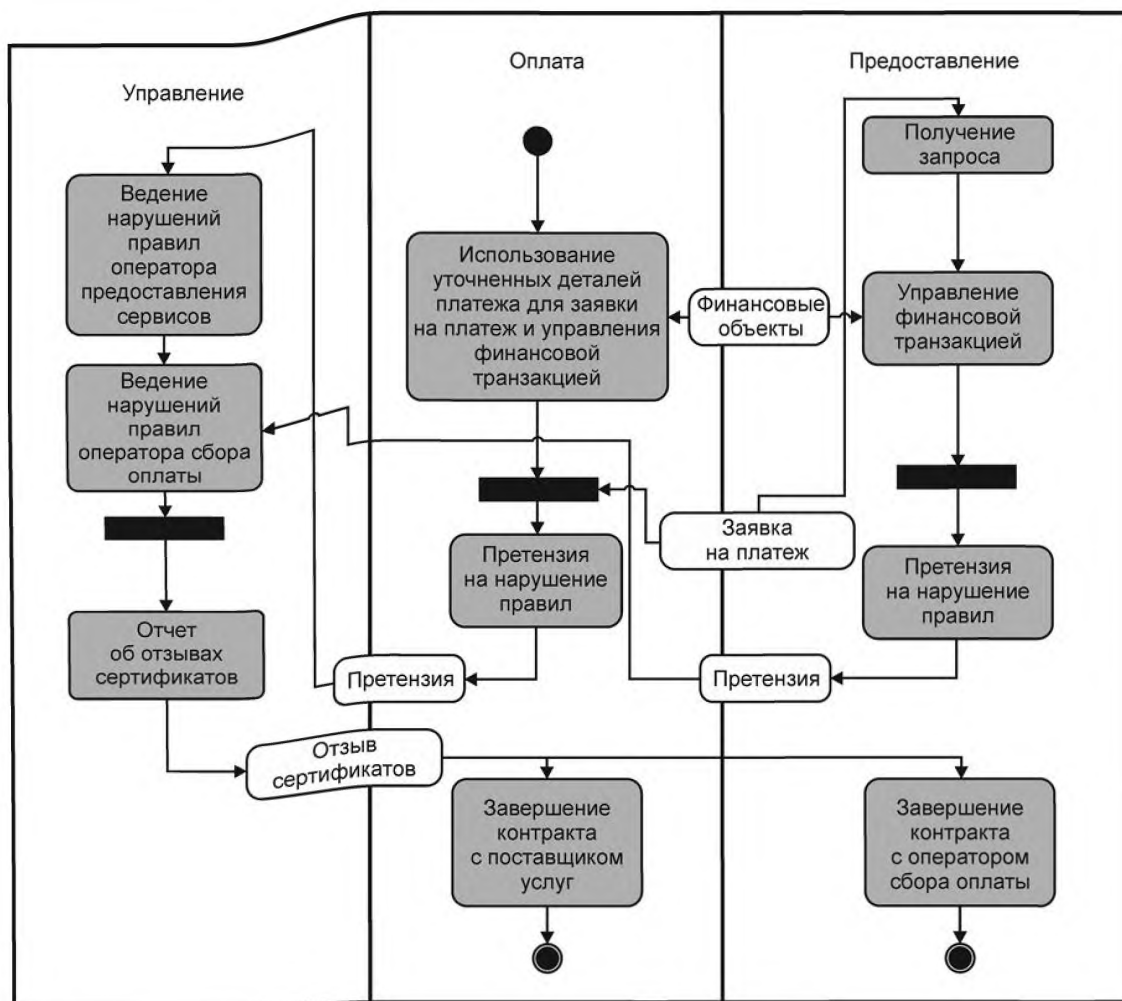 Управление
Оплата
Предоставление
Получение
запроса
Ведение
нарушений
правил
оператора
предоставления
сервисов
Использование
уточненных деталей
платежа для заявки
на платеж и управления
финансовой
транзакцией
Финансовые
объекты
Управление
финансовой
транзакцией
Ведение
нарушений
правил
оператора сбора
оплаты
Заявка
на платеж
Претензия
на нарушение
правил
Претензия
на нарушение
правил
Отчет
об отзывах
сертификатов
Претензия
Претензия
Отзыв
сертификатов
Завершение
контракта
с поставщиком
услуг
Завершение
контракта
с оператором
сбора оплаты